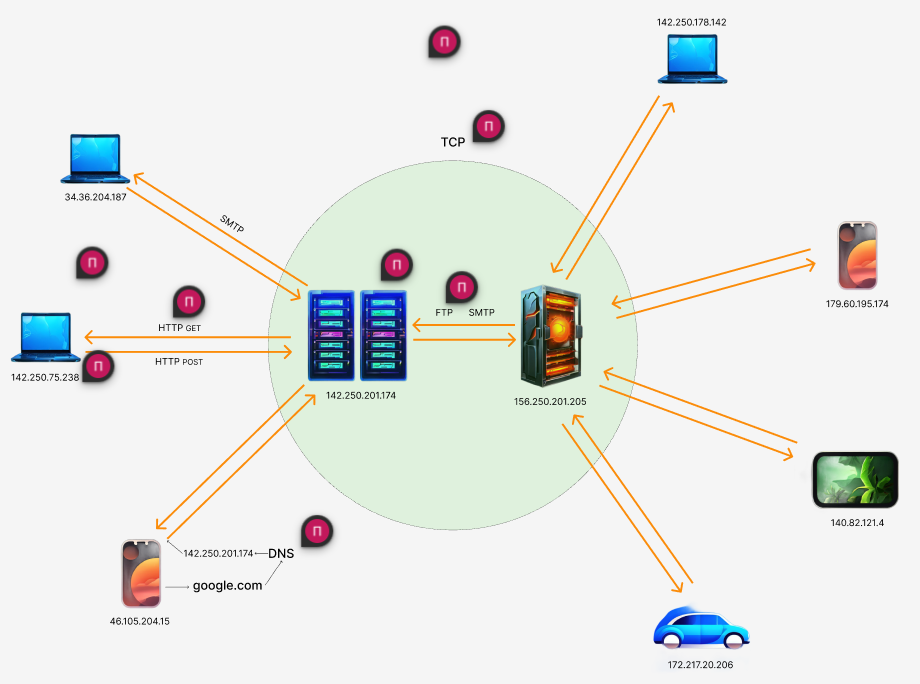 П
142.250.178.142
П
TCP
34.36.204.187
SMTP
П
П
179.60.195.174
П
П
FTP SMTP
HTTP GET
HTTP POST
П
142.250.75.238
142.250.201.174
156.250.201.205
140.82.121.4
П
142.250.201.174
DNS
google.com
46.105.204.15
172.217.20.206